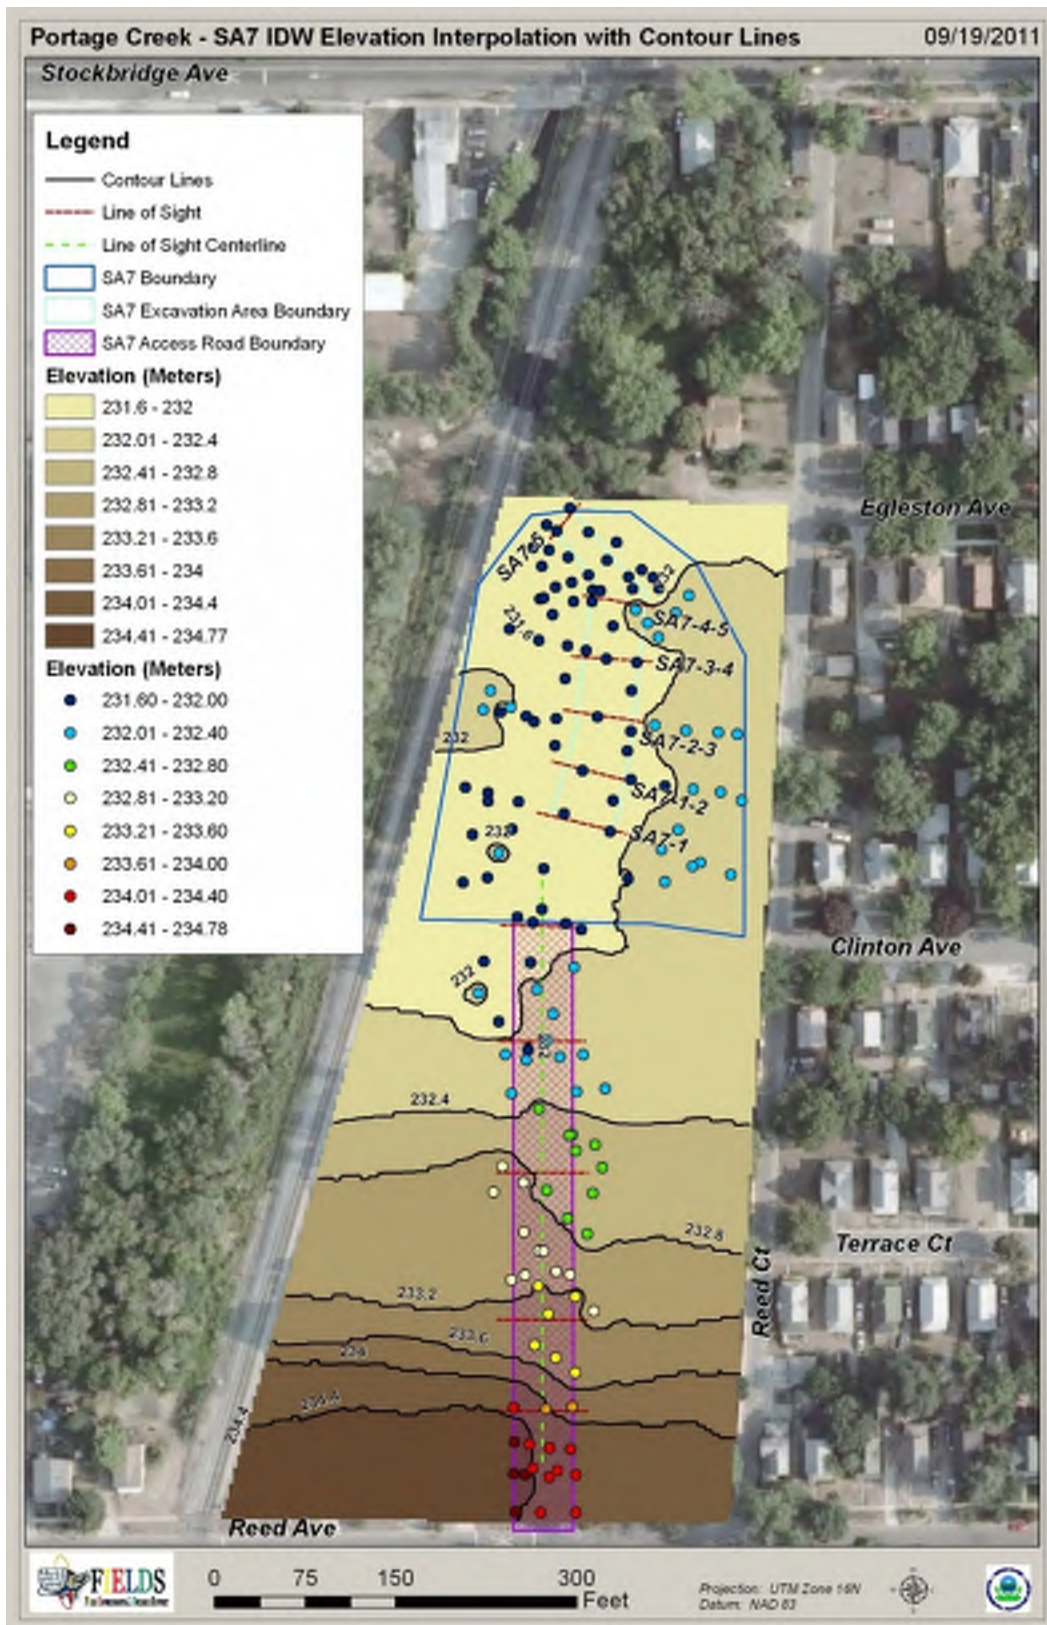 Portage Creek - SA7 IDW Elevation Interpolation with Contour Lines 09/19/2011
Stockbridge Ave
Legend
Contour Lines
Line of Sight
Line of Sight Centerline
SA7 Boundary
SA7 Excavation Area Boundary
SA7 Access Road Boundary
Elevation (Meters)
231.6 - 232
232.01 - 232.4
232.41 - 232.8
232.81 - 233.2
233.21 - 233.6
233.61 - 234
234.01 - 234.4
234.41 - 234.77
Elevation (Meters)
231.60 - 232.00
232.01 - 232.40
232.41 - 232.80
232.81 - 233.20
233.21 - 233.60
233.61 - 234.00
234.01 - 234.40
234.41 - 234.78
Egleston Ave
232
231.6
SA7-4-5
SA7-3-4
SA7-2-3
232
SA7-1-2
SA7-1
232
Clinton Ave
232
232.4
232.8
Terrace Ct
Reed Ct
233.2
233.6
234
234.4
234.4
Reed Ave
FIELDS
0 75 150 300
Feet
Projection: UTM Zone 16N
Datum: NAD 83